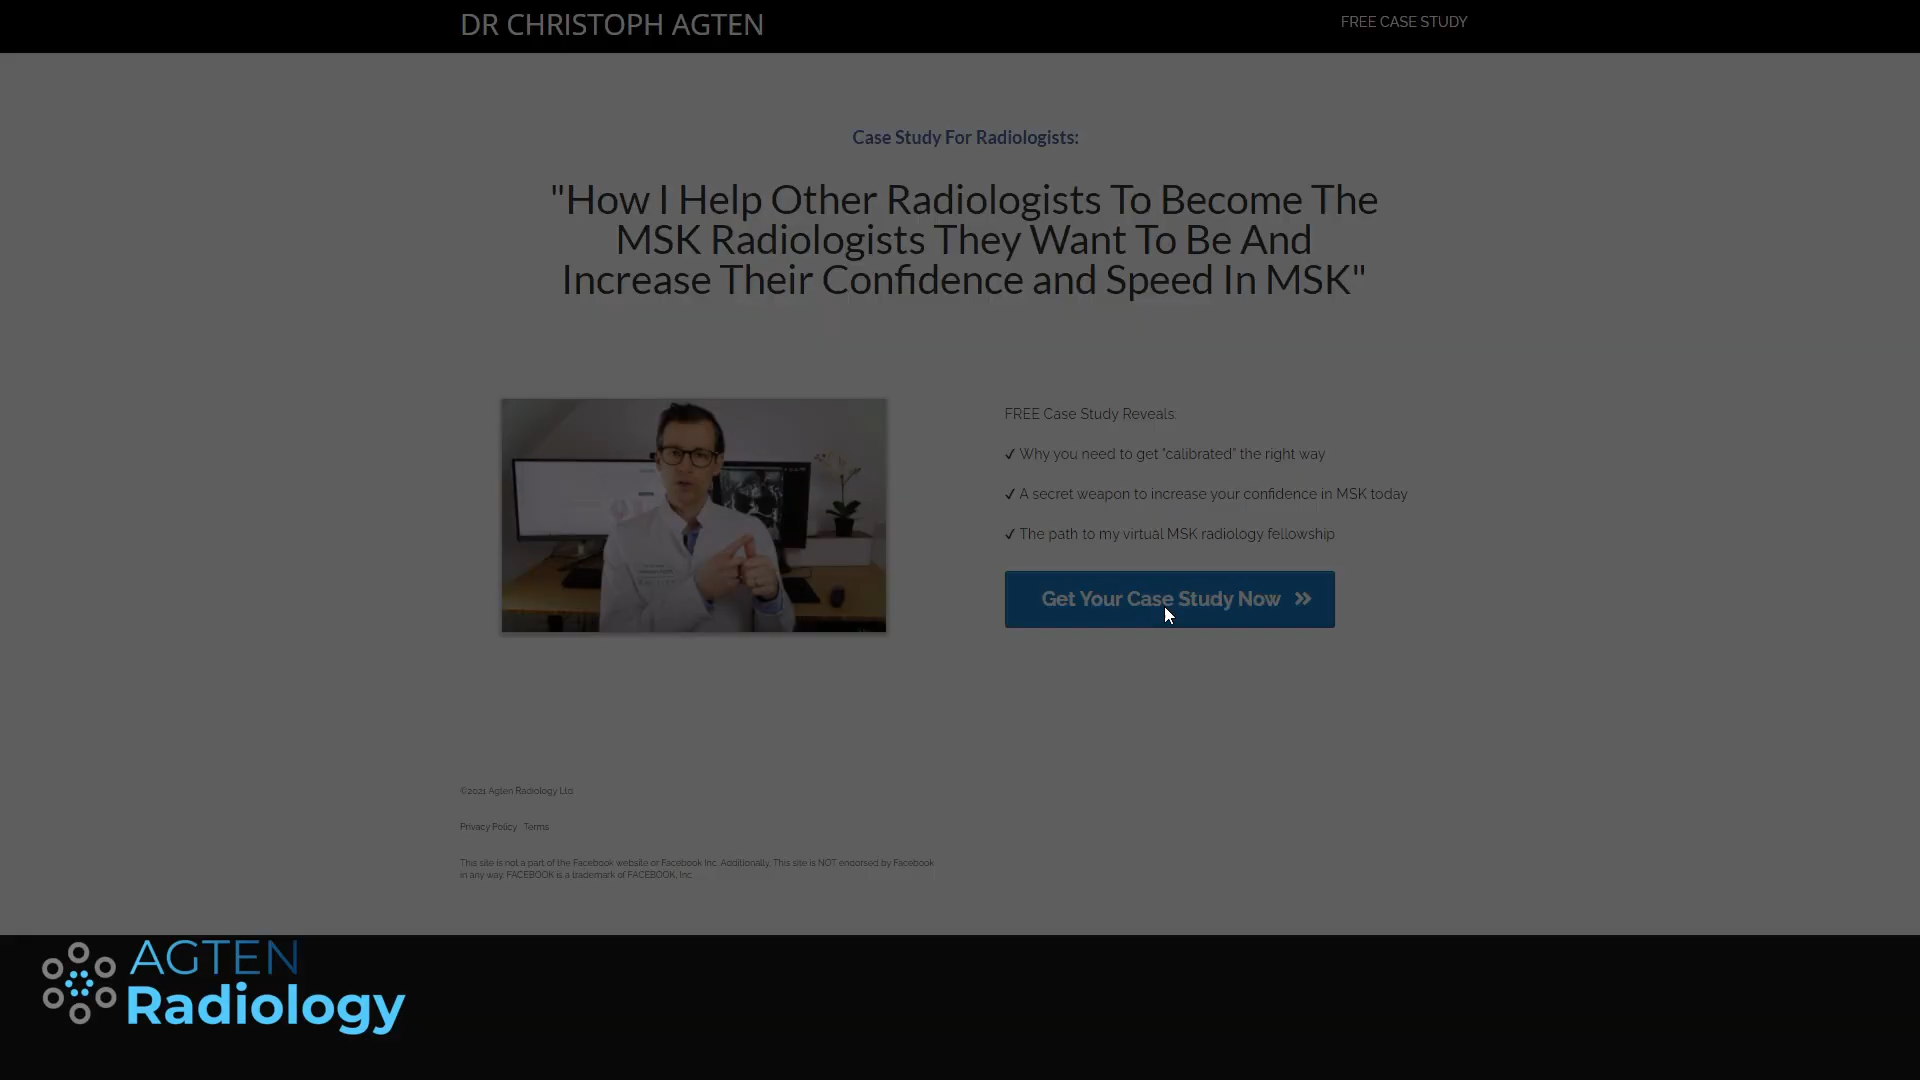 DR CHRISTOPH AGTEN
FREE CASE STUDY
Case Study For Radiologists:
"How I Help Other Radiologists To Become The
MSK Radiologists They Want To Be And
Increase Their Confidence and Speed In MSK"
FREE Case Study Reveals:
✓ Why you need to get "calibrated" the right way
✓ A secret weapon to increase your confidence in MSK today
✓ The path to my virtual MSK radiology fellowship
Get Your Case Study Now »
©2021 Agten Radiology Ltd
Privacy Policy Terms
This site is not a part of the Facebook website or Facebook Inc. Additionally, This site is NOT endorsed by Facebook
in any way. FACEBOOK is a trademark of FACEBOOK, Inc.
AGTEN
Radiology